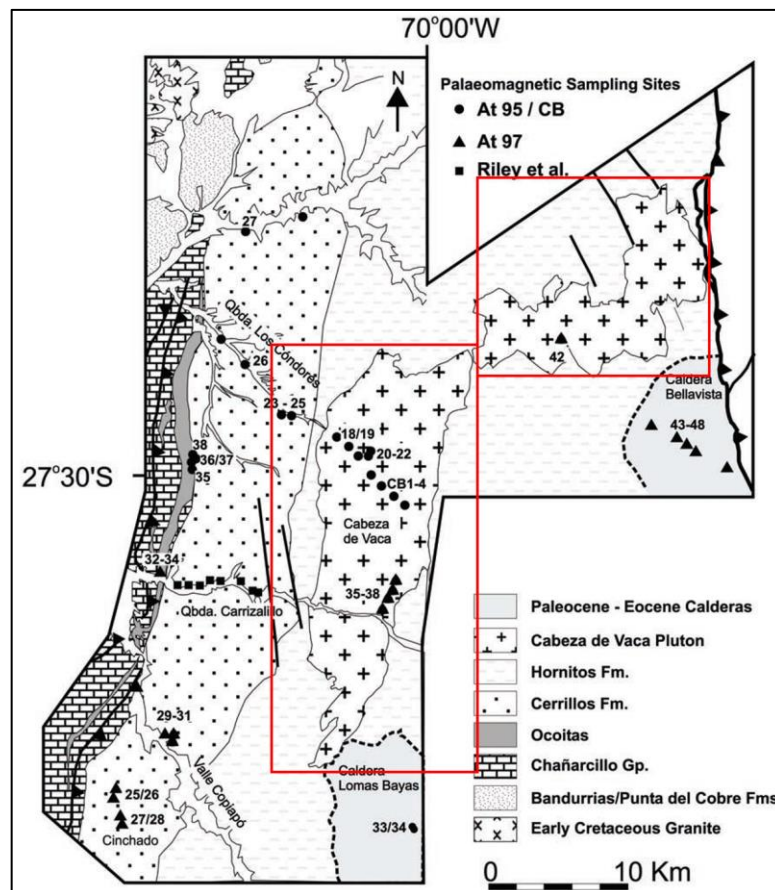 70°00'W
N
Palaeomagnetic Sampling Sites
At 95 / CB
At 97
Riley et al.
27
Qbda. Los Cóndores
26
42
Caldera
Bellavista
23 - 25
18/19
43-48
38
36/37
20-22
27°30'S
35
CB1-4
Cabeza
de Vaca
32-34
35-38
Qbda. Carrizalillo
Paleocene - Eocene Calderas
Cabeza de Vaca Pluton
Hornitos Fm.
Cerrillos Fm.
Ocoitas
Chañarcillo Gp.
Bandurrias/Punta del Cobre Fms
Early Cretaceous Granite
29-31
Valle Copiapó
Caldera
Lomas Bayas
25/26
27/28
Cinchado
33/34
0 10 Km